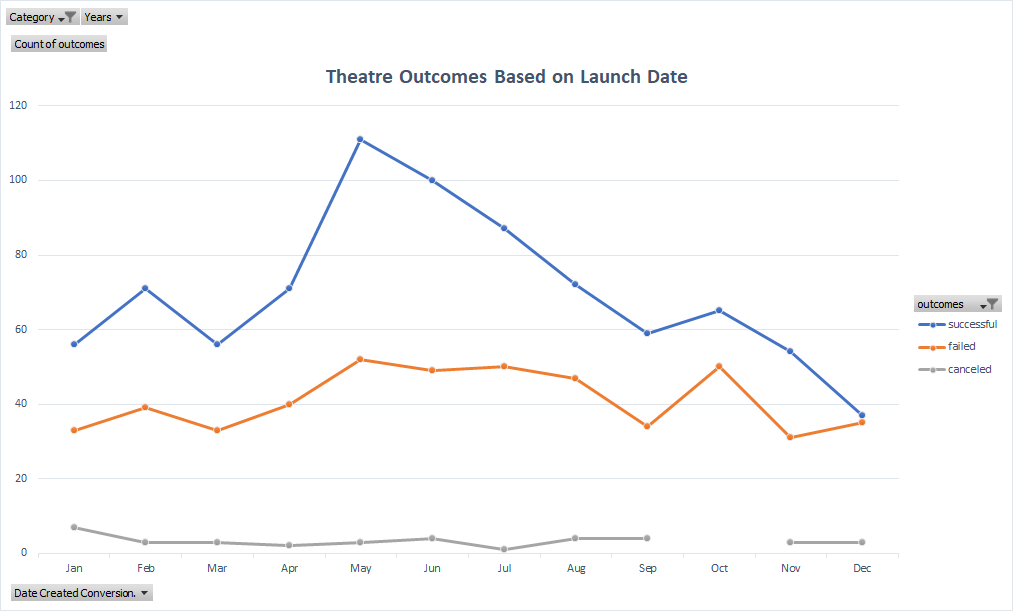 Category Years
Count of outcomes
Theatre Outcomes Based on Launch Date
120
100
80
60
40
20
0
Jan Feb Mar Apr May Jun Jul Aug Sep Oct Nov Dec
outcomes
successful
failed
canceled
Date Created Conversion.